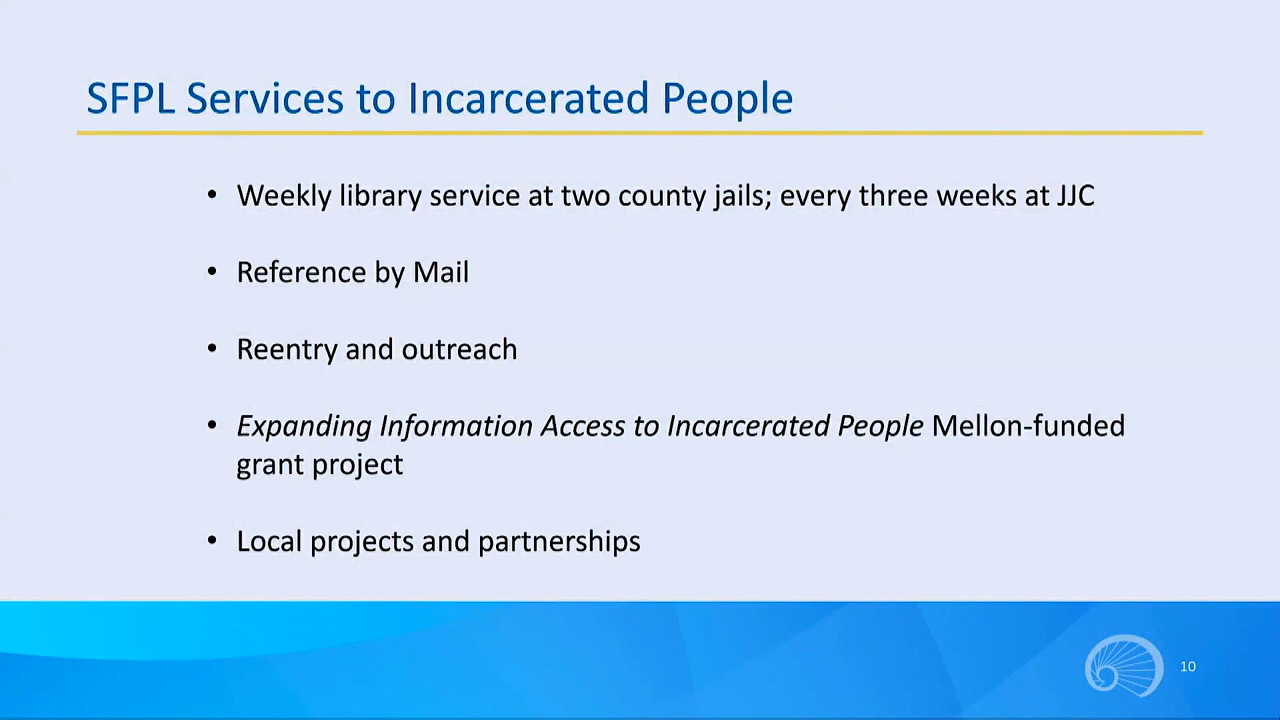 SFPL Services to Incarcerated People
• Weekly library service at two county jails; every three weeks at JJC
• Reference by Mail
• Reentry and outreach
• Expanding Information Access to Incarcerated People Mellon-funded
grant project
• Local projects and partnerships
10